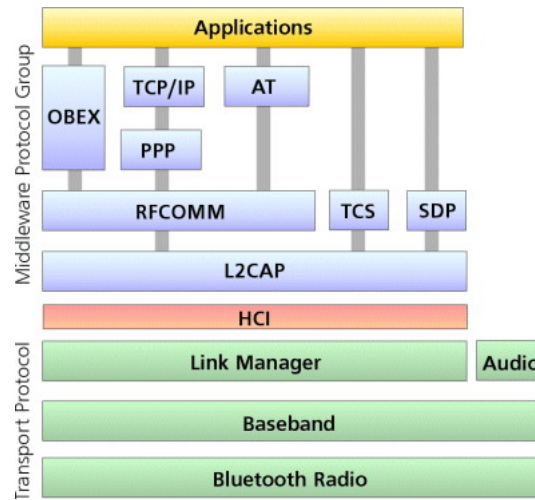 Applications
TCP/IP
AT
OBEX
PPP
RFCOMM
TCS
SDP
L2CAP
HCI
Link Manager
Audio
Baseband
Bluetooth Radio
Middleware Protocol Group
Transport Protocol